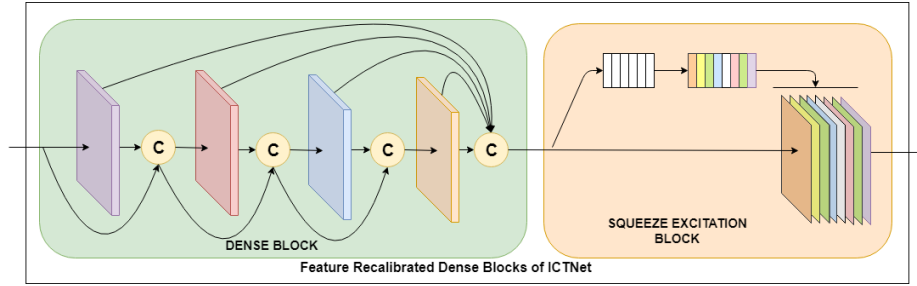 C
C
C
C
DENSE BLOCK
SQUEEZE EXCITATION
BLOCK
Feature Recalibrated Dense Blocks of ICTNet